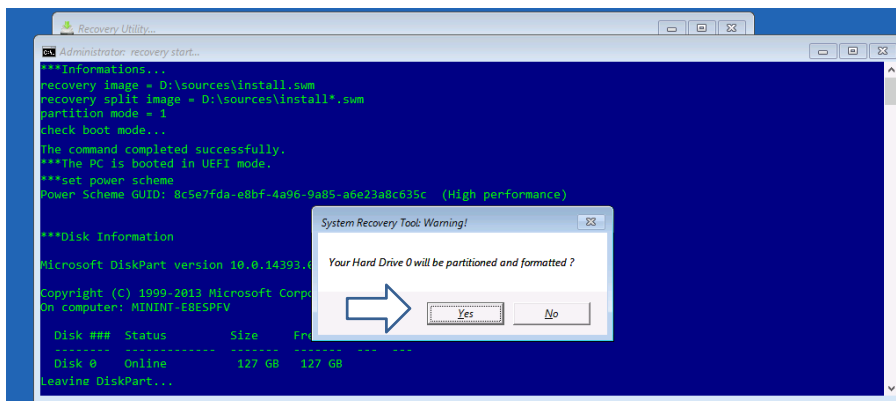 Recovery Utility...
Administrator: recovery start...
***Informations...
recovery image = D:\sources\install.swm
recovery split image = D:\sources\install*.swm
partition mode = 1
check boot mode...
The command completed successfully.
***The PC is booted in UEFI mode.
***set power scheme
Power Scheme GUID: 8c5e7fda-e8bf-4a96-9a85-a6e23a8c635c (High performance)
***Disk Information
Microsoft DiskPart version 10.0.14393.
Copyright (C) 1999-2013 Microsoft Corpo
On computer: MININT-E8ESPFV
System Recovery Tool: Warning!
Your Hard Drive 0 will be partitioned and formatted ?
Yes No
Disk ### Status Size Fre
-------- ------------- ------- ------- --- ---
Disk 0 Online 127 GB 127 GB
Leaving DiskPart...